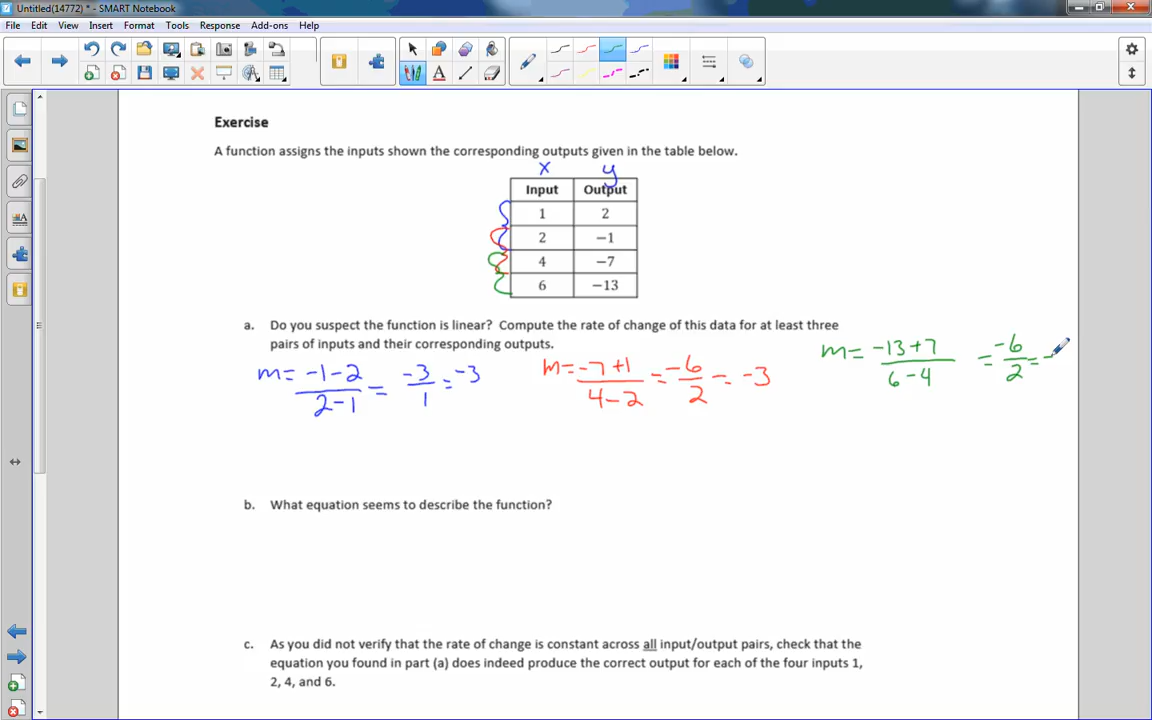 Untitled(14772) * - SMART Notebook
File Edit View Insert Format Tools Response Add-ons Help
Exercise
A function assigns the inputs shown the corresponding outputs given in the table below.
x y
Input Output
1 2
2 −1
4 −7
6 −13
a. Do you suspect the function is linear? Compute the rate of change of this data for at least three
pairs of inputs and their corresponding outputs.
m= -1-2 / 2-1 = -3 / 1 = -3
m= -7+1 / 4-2 = -6 / 2 = -3
m= -13+7 / 6-4 = -6 / 2 = -
b. What equation seems to describe the function?
c. As you did not verify that the rate of change is constant across all input/output pairs, check that the
equation you found in part (a) does indeed produce the correct output for each of the four inputs 1,
2, 4, and 6.